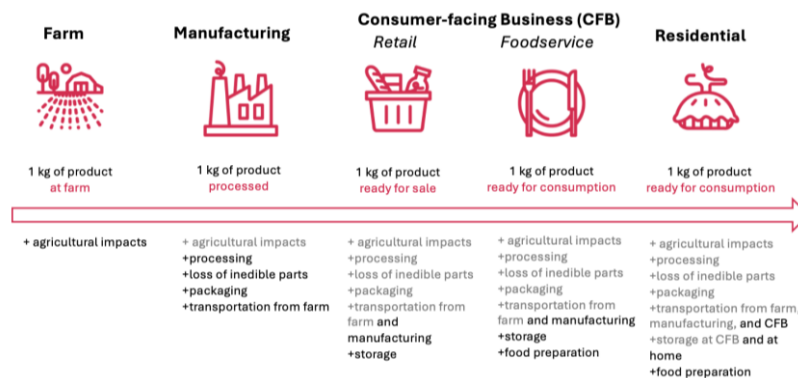 Consumer-facing Business (CFB)
Farm
Manufacturing
Retail
Foodservice
Residential
1 kg of product
at farm
1 kg of product
processed
1 kg of product
ready for sale
1 kg of product
ready for consumption
1 kg of product
ready for consumption
+ agricultural impacts
+ agricultural impacts
+processing
+loss of inedible parts
+packaging
+transportation from farm
+ agricultural impacts
+processing
+loss of inedible parts
+packaging
+transportation from
farm and
manufacturing
+storage
+ agricultural impacts
+processing
+loss of inedible parts
+packaging
+transportation from
farm and manufacturing
+storage
+food preparation
+ agricultural impacts
+processing
+loss of inedible parts
+packaging
+transportation from farm,
manufacturing, and CFB
+storage at CFB and at
home
+food preparation